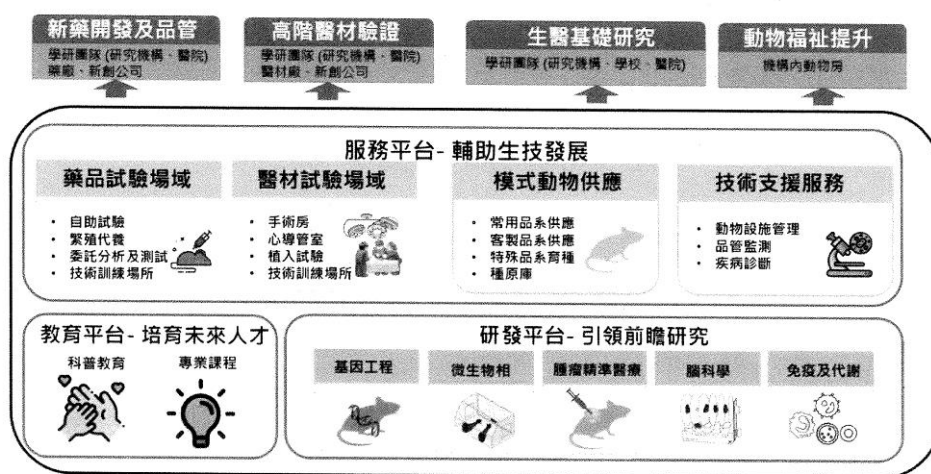 新藥開發及品管
學研團隊 (研究機構、醫院)
藥廠、新創公司
高階醫材驗證
學研團隊 (研究機構、醫院)
醫材廠、新創公司
生醫基礎研究
學研團隊 (研究機構、學校、醫院)
動物福祉提升
機構內動物房
服務平台- 輔助生技發展
藥品試驗場域
• 自助試驗
• 繁殖代養
• 委託分析及測試
• 技術訓練場所
醫材試驗場域
• 手術房
• 心導管室
• 植入試驗
• 技術訓練場所
模式動物供應
• 常用品系供應
• 客製品系供應
• 特殊品系育種
• 種原庫
技術支援服務
• 動物設施管理
• 品管監測
• 疾病診斷
教育平台- 培育未來人才
科普教育
專業課程
研發平台- 引領前瞻研究
基因工程
微生物相
腫瘤精準醫療
腦科學
免疫及代謝